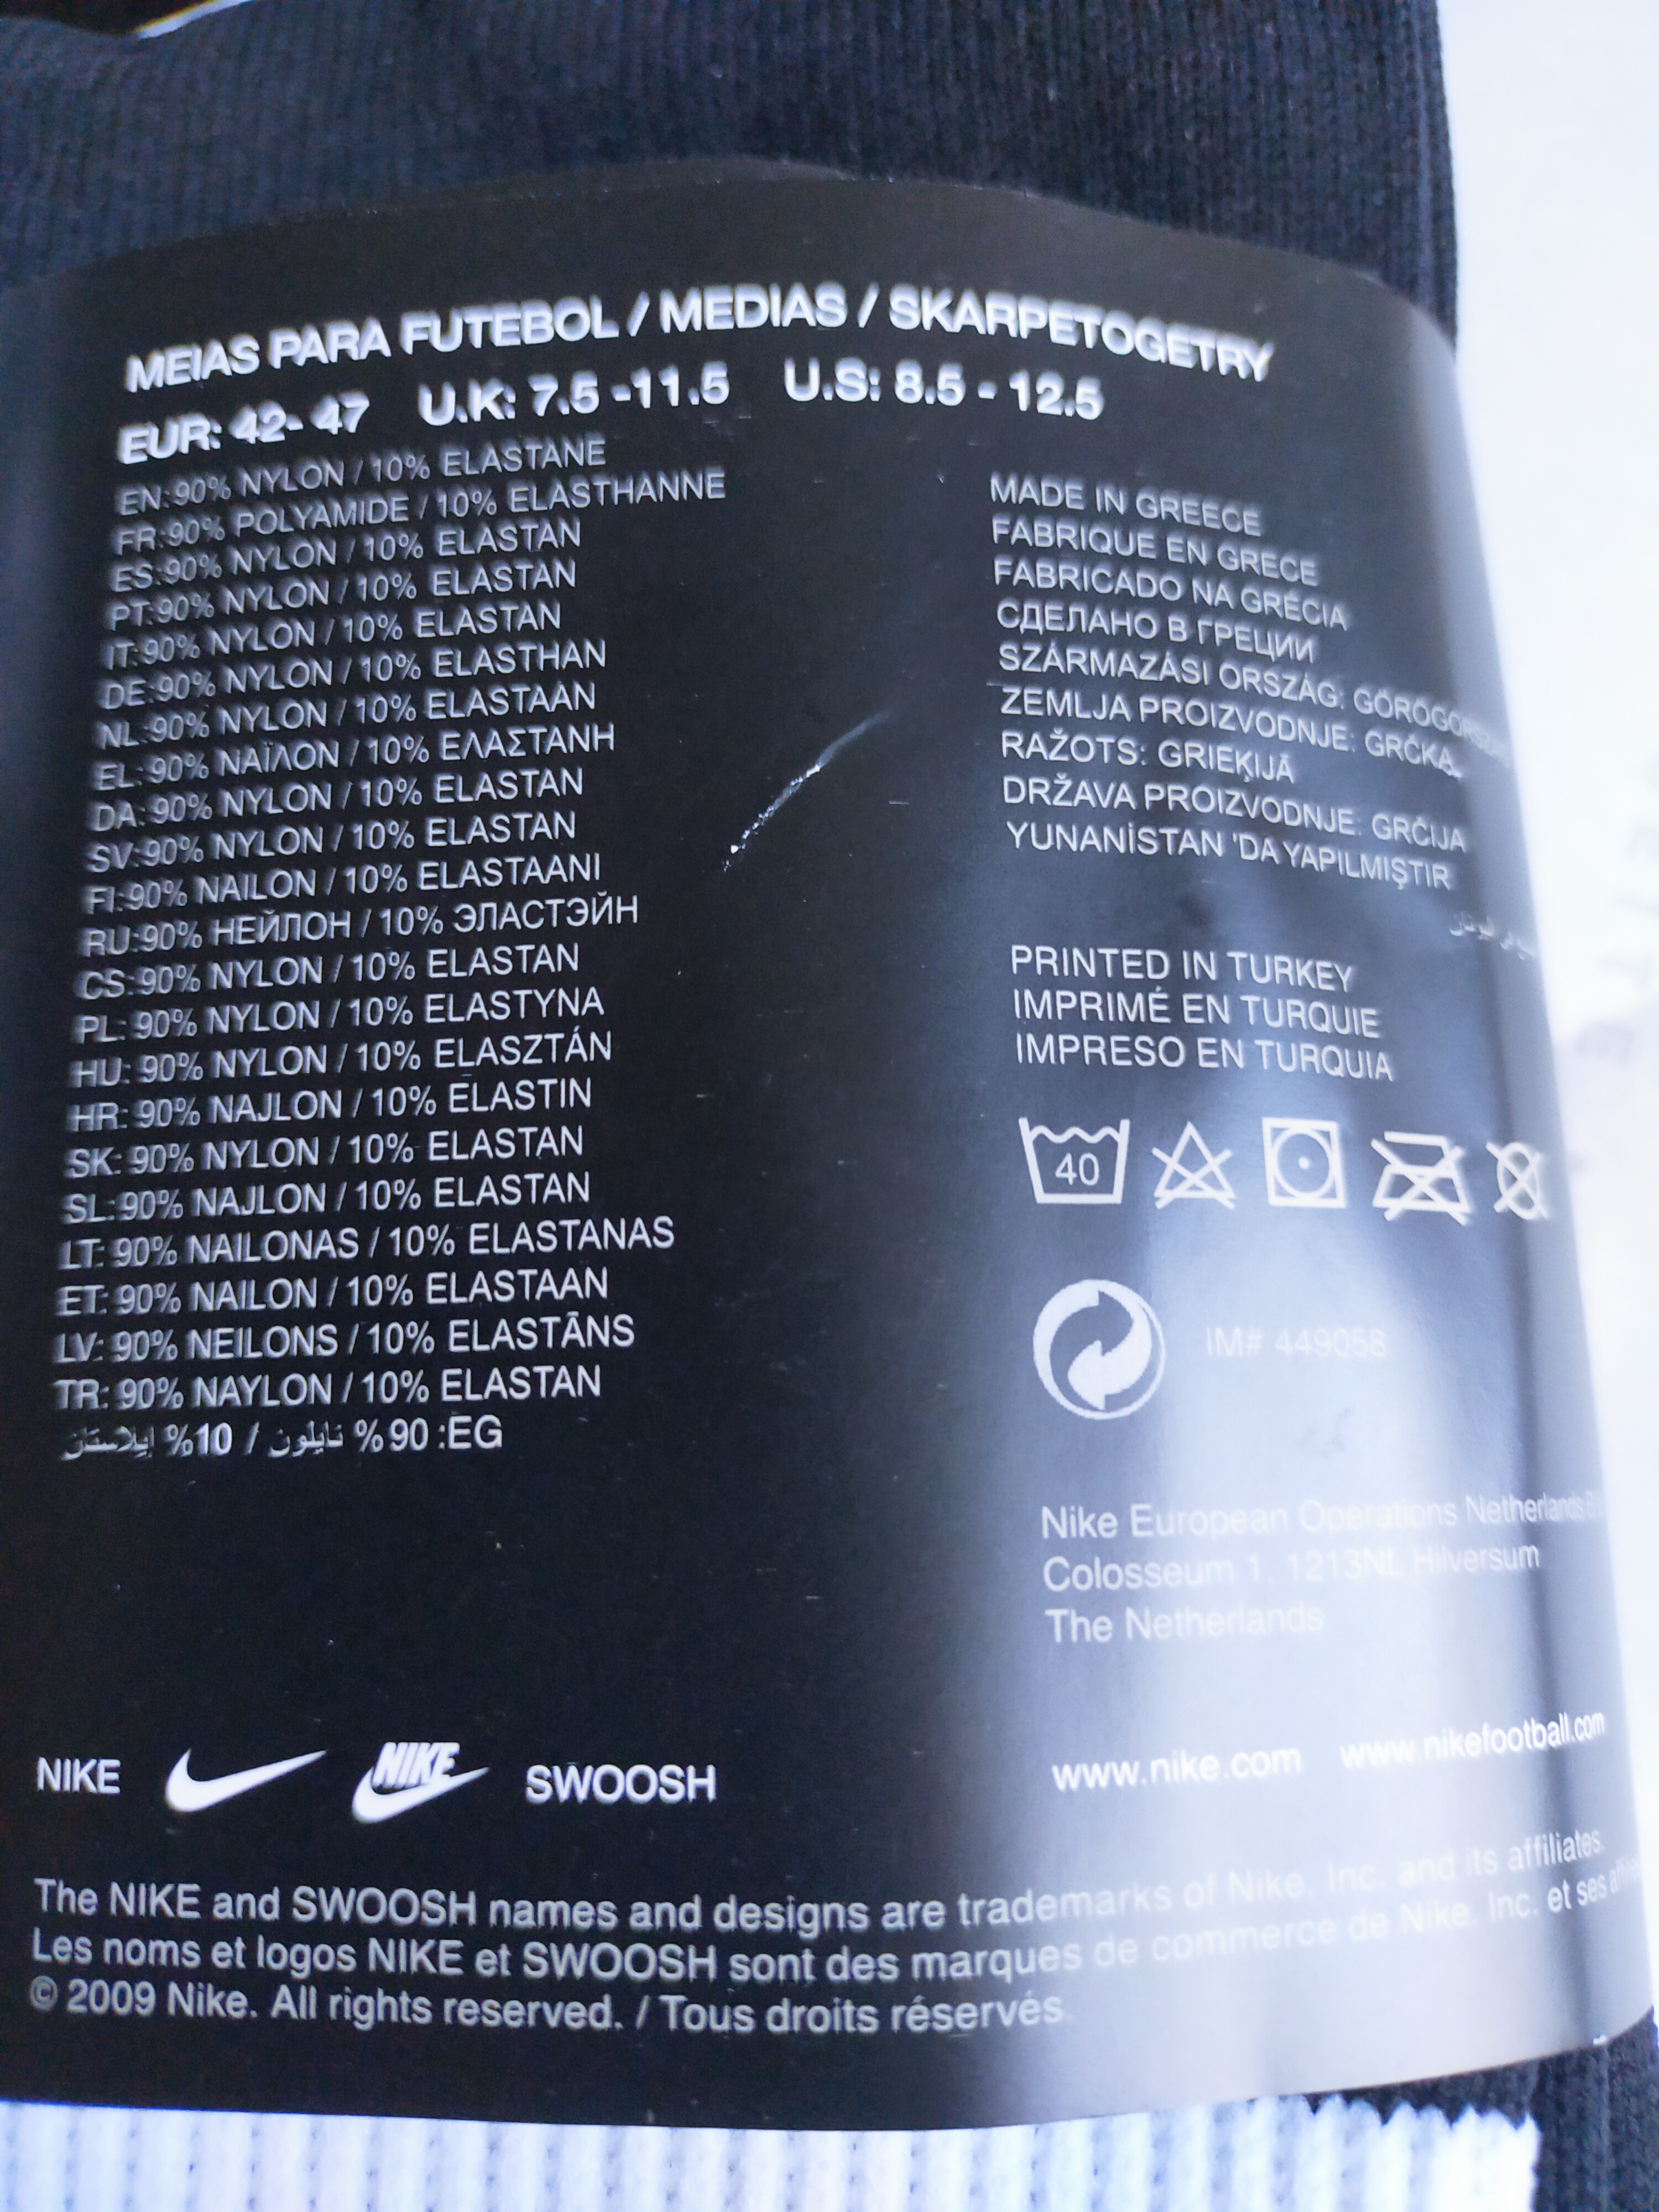 MEIAS PARA FUTEBOL / MEDIAS / SKARPETOGETRY
EUR: 42- 47 U.K: 7.5 -11.5 U.S: 8.5 - 12.5
EN:90% NYLON / 10% ELASTANE
FR:90% POLYAMIDE / 10% ELASTHANNE
ES:90% NYLON / 10% ELASTAN
PT:90% NYLON / 10% ELASTAN
IT:90% NYLON / 10% ELASTAN
DE:90% NYLON / 10% ELASTHAN
NL:90% NYLON / 10% ELASTAAN
EL:90% ΝΑΪΛΟΝ / 10% ΕΛΑΣΤΑΝΗ
DA:90% NYLON / 10% ELASTAN
SV:90% NYLON / 10% ELASTAN
FI:90% NAILON / 10% ELASTAANI
RU:90% НЕЙЛОН / 10% ЭЛАСТЭЙН
CS:90% NYLON / 10% ELASTAN
PL: 90% NYLON / 10% ELASTYNA
HU: 90% NYLON / 10% ELASZTÁN
HR: 90% NAJLON / 10% ELASTIN
SK: 90% NYLON / 10% ELASTAN
SL:90% NAJLON / 10% ELASTAN
LT: 90% NAILONAS / 10% ELASTANAS
ET: 90% NAILON / 10% ELASTAAN
LV: 90% NEILONS / 10% ELASTĀNS
TR: 90% NAYLON / 10% ELASTAN
EG: 90% نايلون / 10% إيلاستان
MADE IN GREECE
FABRIQUE EN GRECE
FABRICADO NA GRÉCIA
СДЕЛАНО В ГРЕЦИИ
SZÁRMAZÁSI ORSZÁG:
ZEMLJA PROIZVODNJE: GRČKA
RAŽOTS: GRIEĶIJĀ
DRŽAVA PROIZVODNJE: GRČIJA
YUNANİSTAN 'DA YAPILMIŞTIR
PRINTED IN TURKEY
IMPRIMÉ EN TURQUIE
IMPRESO EN TURQUIA
40
IM# 449058
Nike European Operations Netherlands
Colosseum 1, 1213NL Hilversum
The Netherlands
NIKE NIKE SWOOSH
www.nike.com www.nikefootball.com
The NIKE and SWOOSH names and designs are trademarks of Nike, Inc. and its affiliates.
Les noms et logos NIKE et SWOOSH sont des marques de commerce de Nike, Inc. et ses
© 2009 Nike. All rights reserved. / Tous droits réservés.